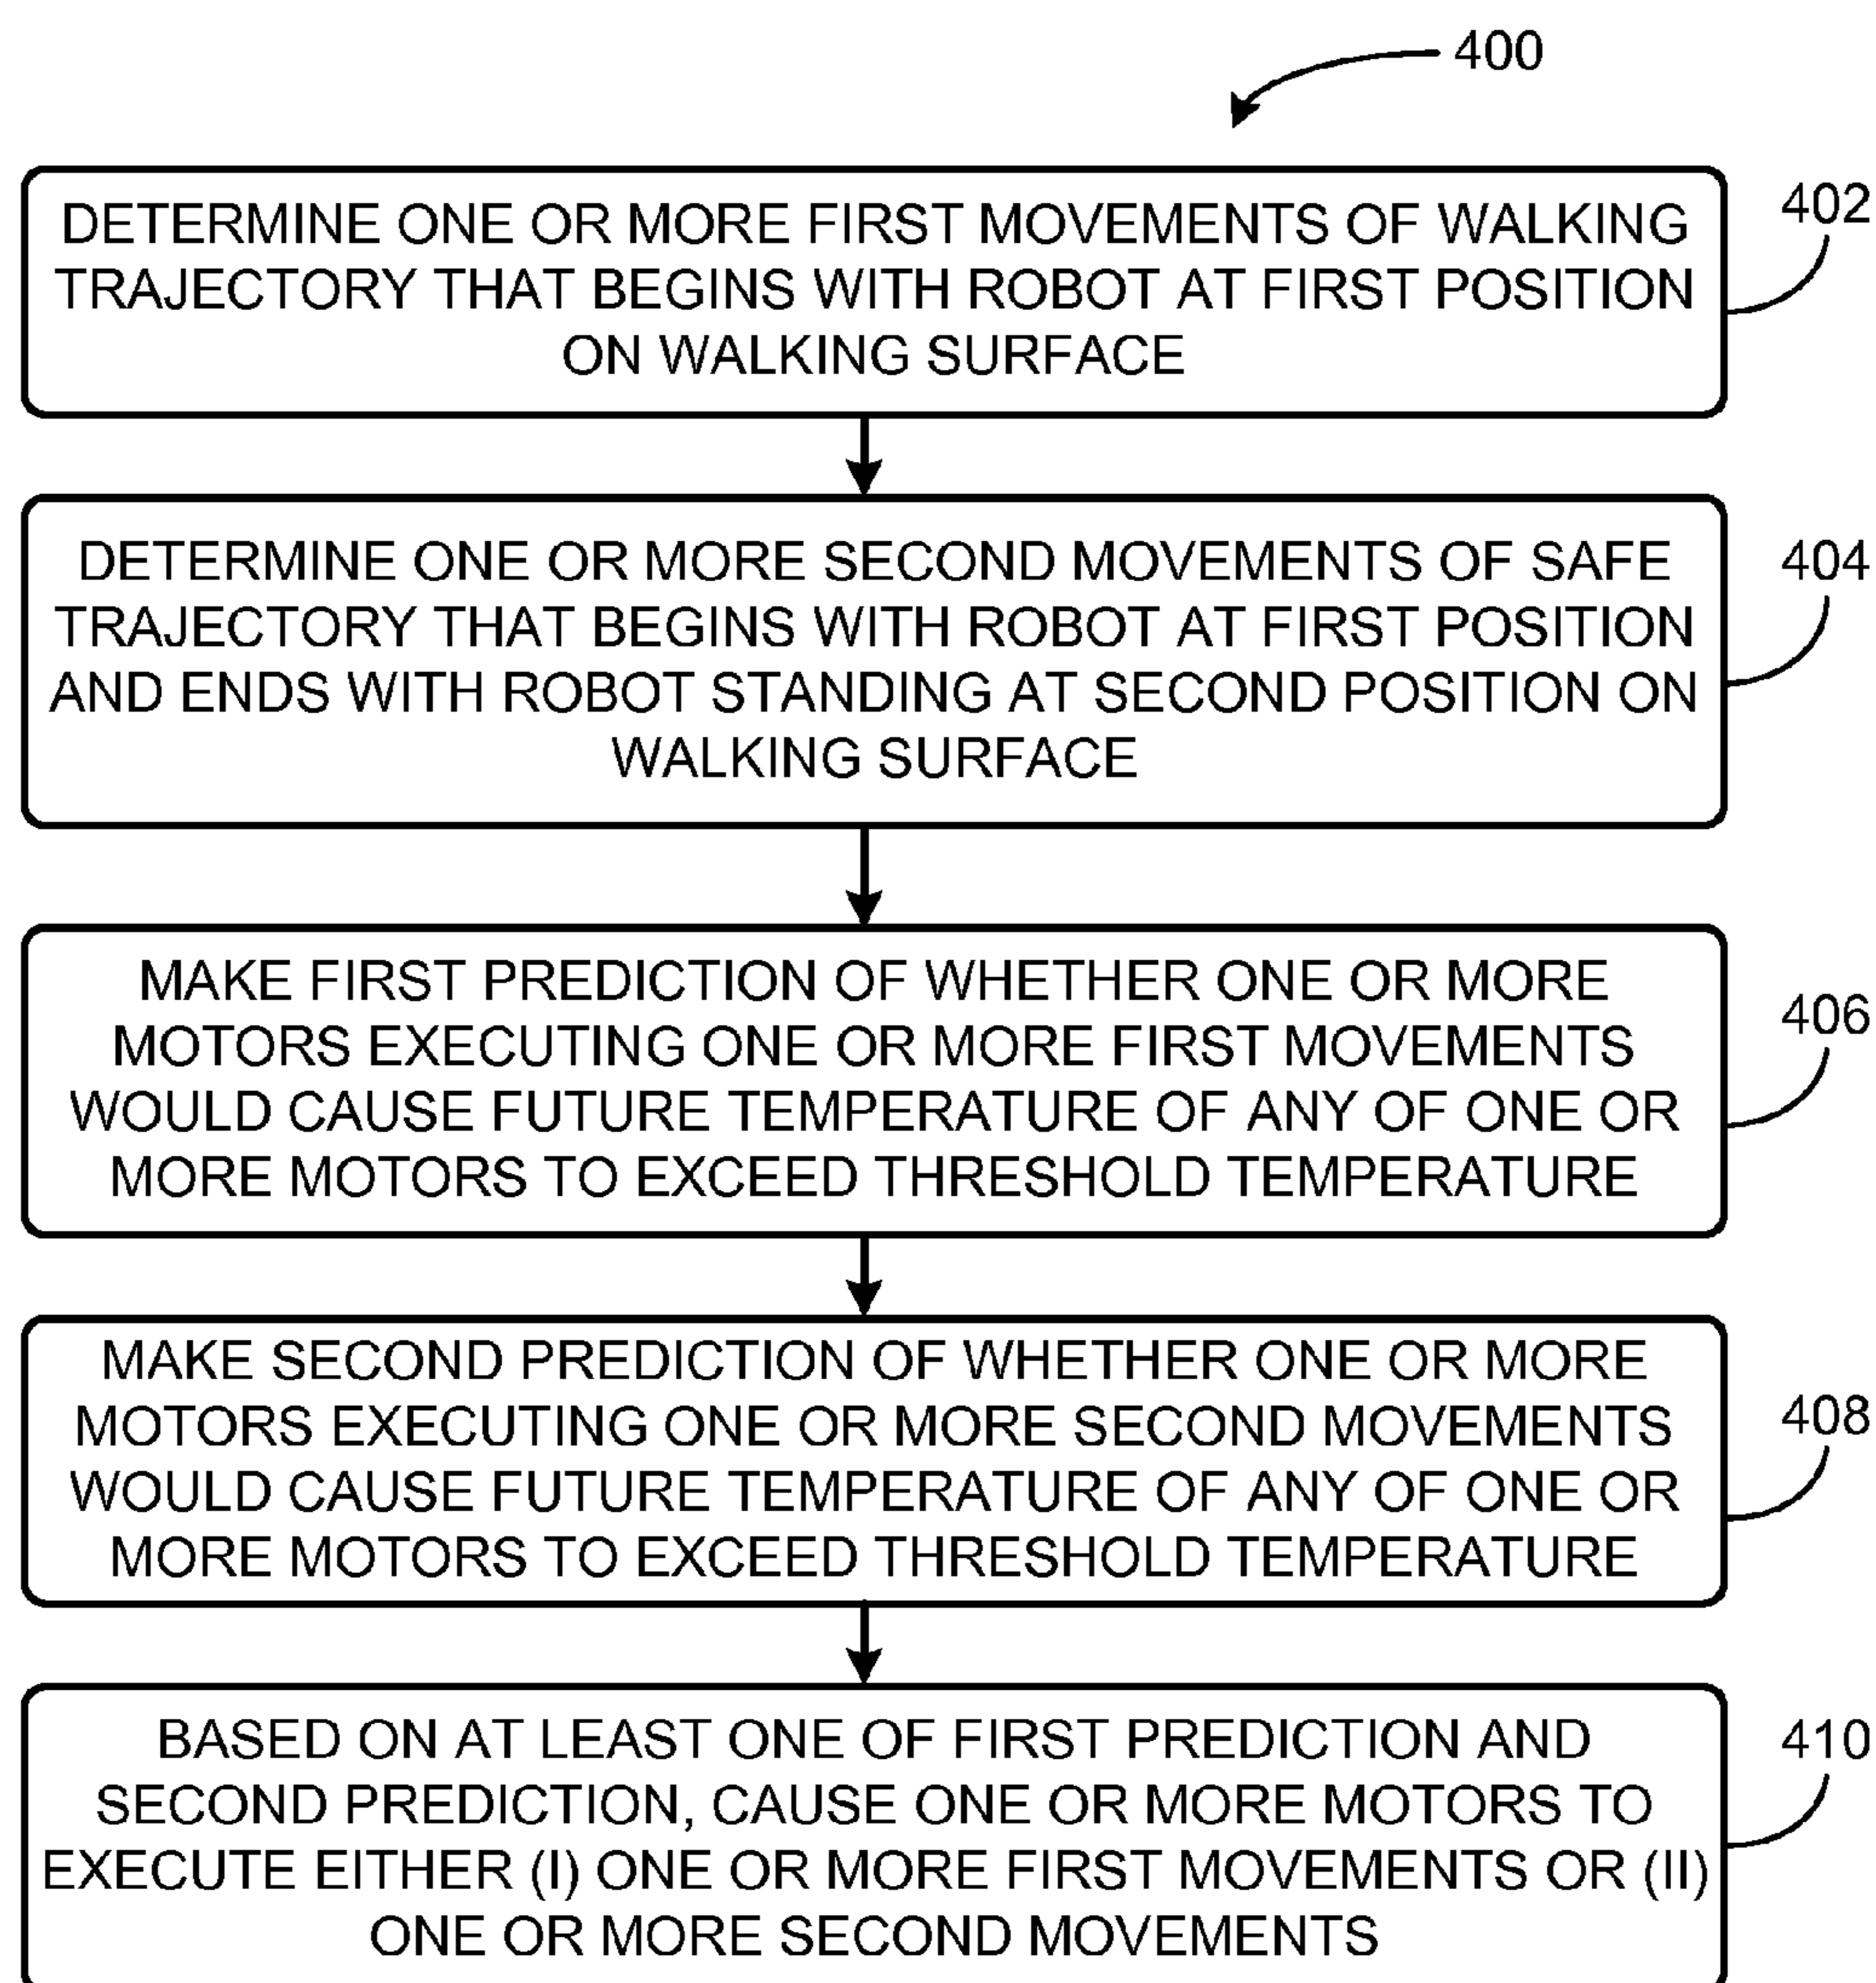 400
DETERMINE ONE OR MORE FIRST MOVEMENTS OF WALKING
TRAJECTORY THAT BEGINS WITH ROBOT AT FIRST POSITION
ON WALKING SURFACE
402
DETERMINE ONE OR MORE SECOND MOVEMENTS OF SAFE
TRAJECTORY THAT BEGINS WITH ROBOT AT FIRST POSITION
AND ENDS WITH ROBOT STANDING AT SECOND POSITION ON
WALKING SURFACE
404
MAKE FIRST PREDICTION OF WHETHER ONE OR MORE
MOTORS EXECUTING ONE OR MORE FIRST MOVEMENTS
WOULD CAUSE FUTURE TEMPERATURE OF ANY OF ONE OR
MORE MOTORS TO EXCEED THRESHOLD TEMPERATURE
406
MAKE SECOND PREDICTION OF WHETHER ONE OR MORE
MOTORS EXECUTING ONE OR MORE SECOND MOVEMENTS
WOULD CAUSE FUTURE TEMPERATURE OF ANY OF ONE OR
MORE MOTORS TO EXCEED THRESHOLD TEMPERATURE
408
BASED ON AT LEAST ONE OF FIRST PREDICTION AND
SECOND PREDICTION, CAUSE ONE OR MORE MOTORS TO
EXECUTE EITHER (I) ONE OR MORE FIRST MOVEMENTS OR (II)
ONE OR MORE SECOND MOVEMENTS
410